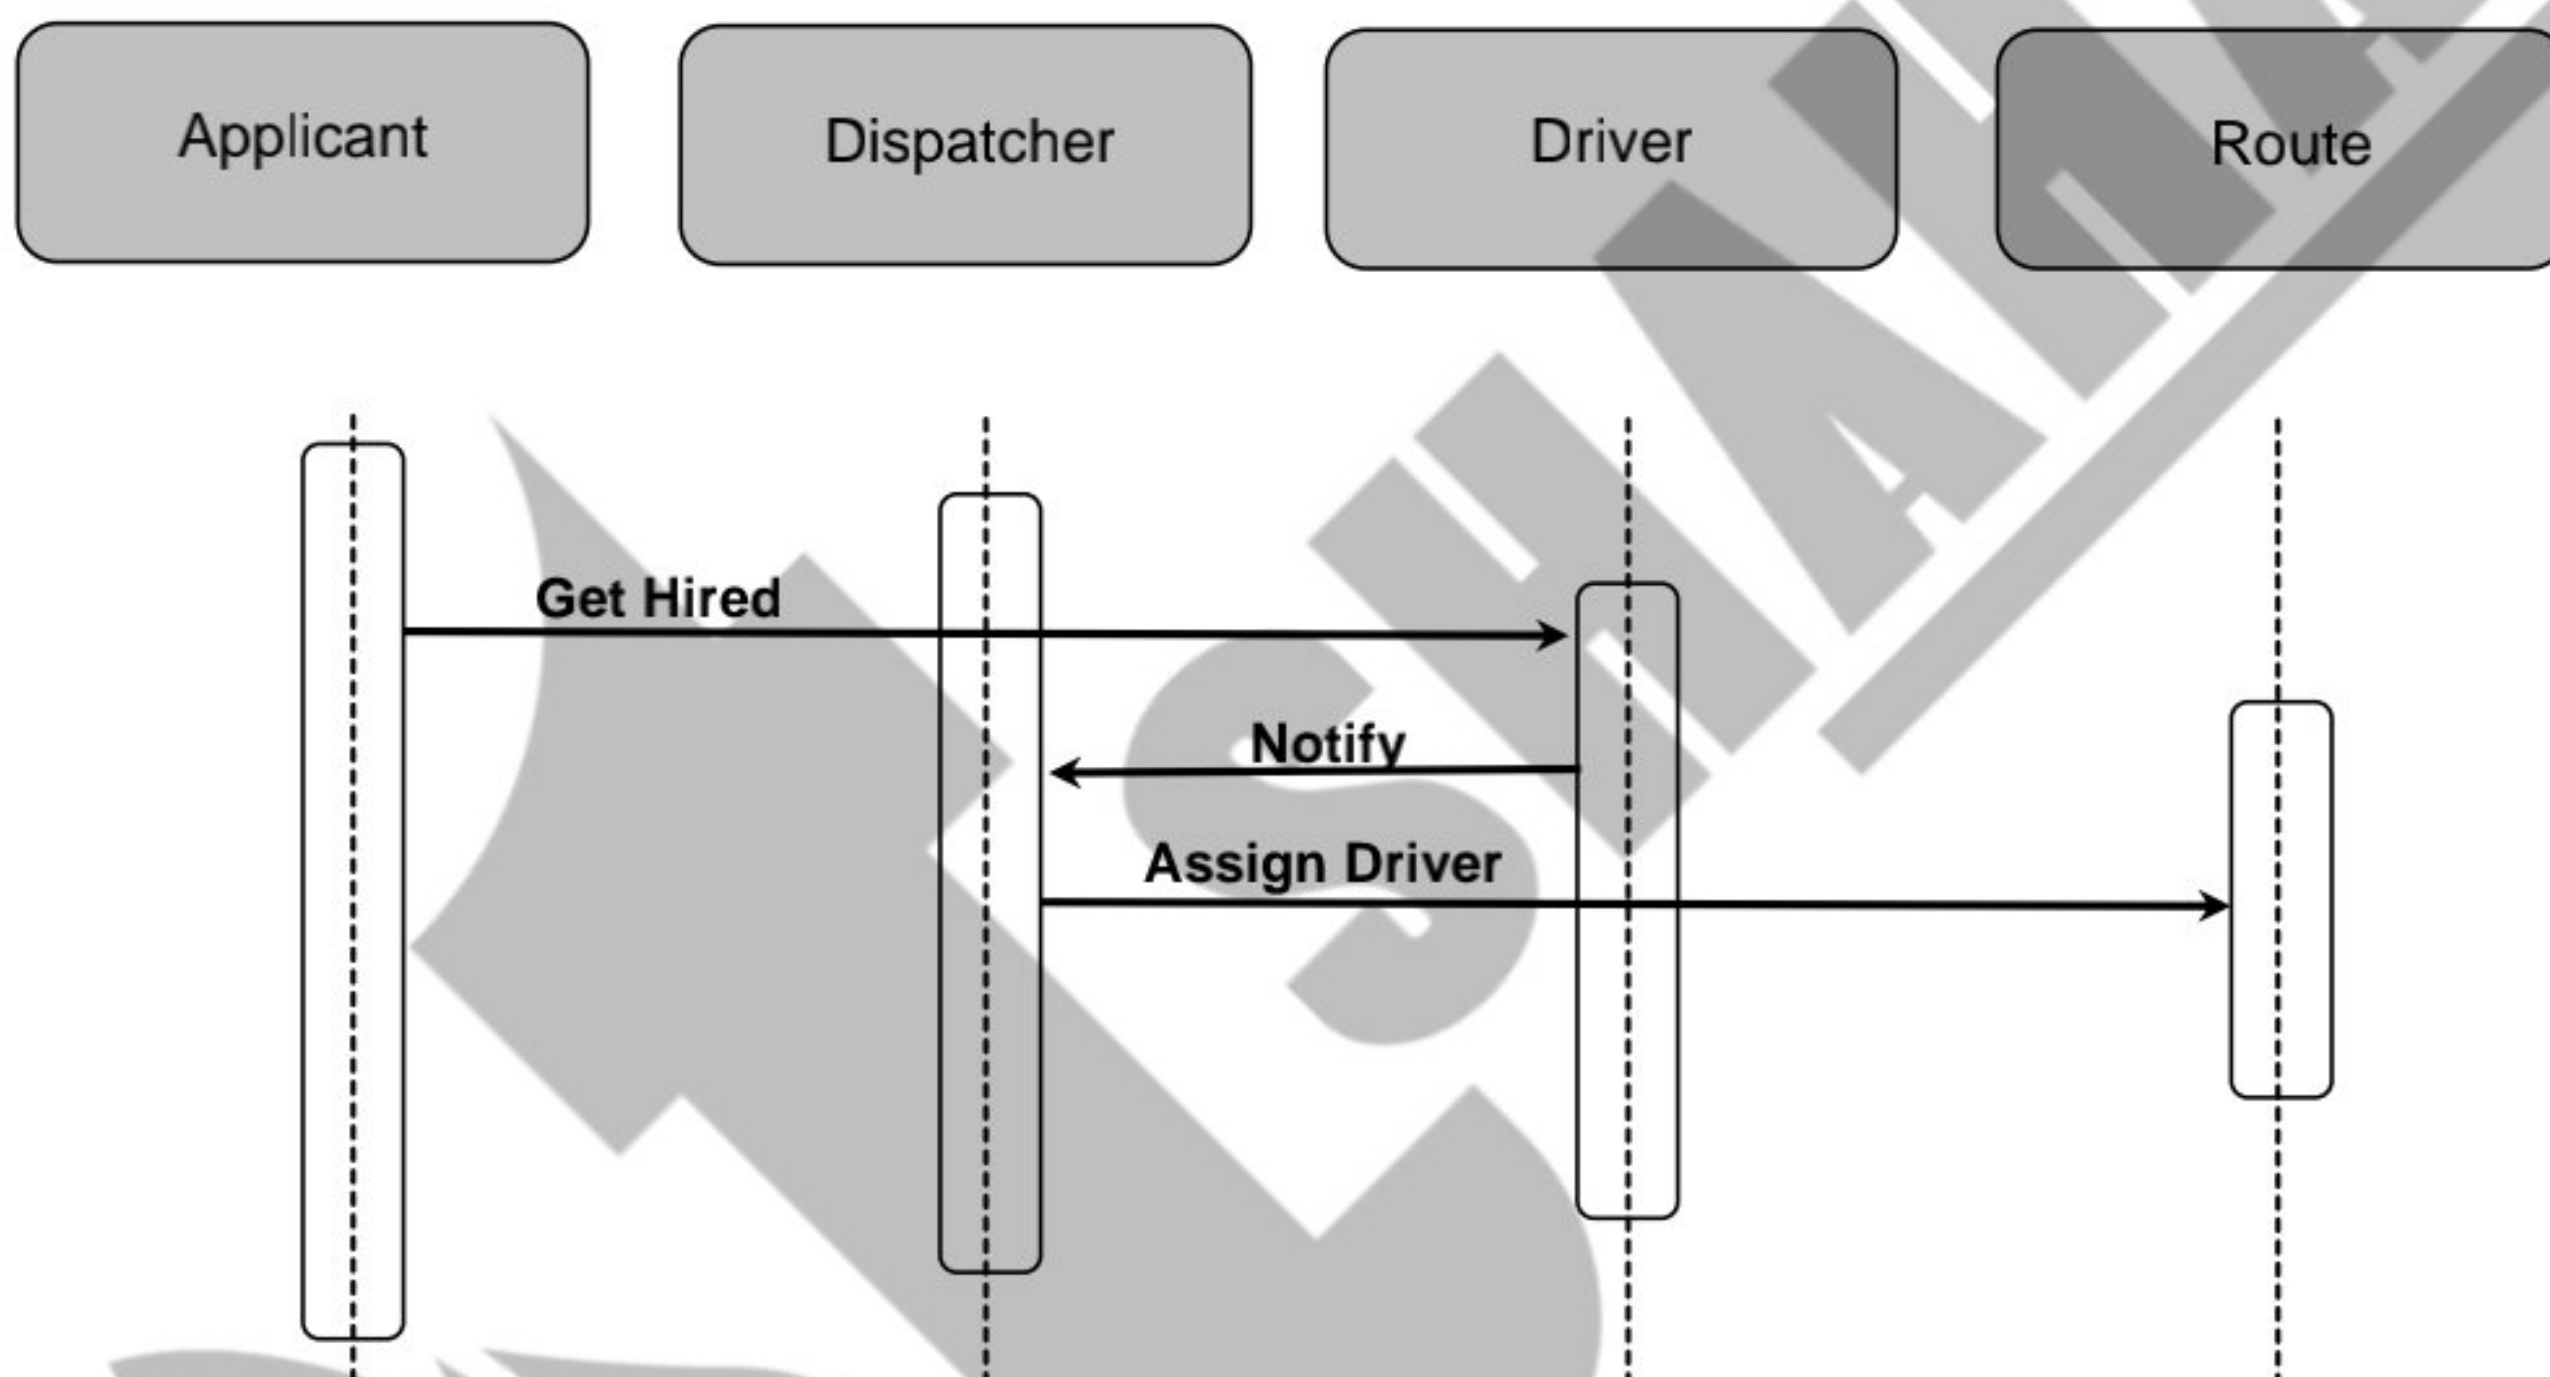 Applicant
Dispatcher
Driver
Route
Get Hired
Notify
Assign Driver